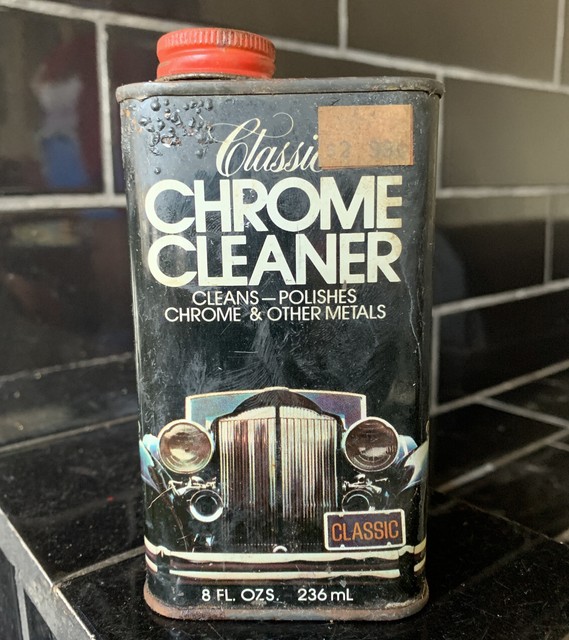 Classic
CHROME
CLEANER
CLEANS – POLISHES
CHROME & OTHER METALS
CLASSIC
8 FL. OZS. 236 mL